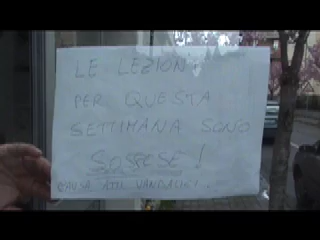 LE LEZIONI
PER QUESTA
SETTIMANA SONO
SOSPESE!
CAUSA ATTI VANDALICI...